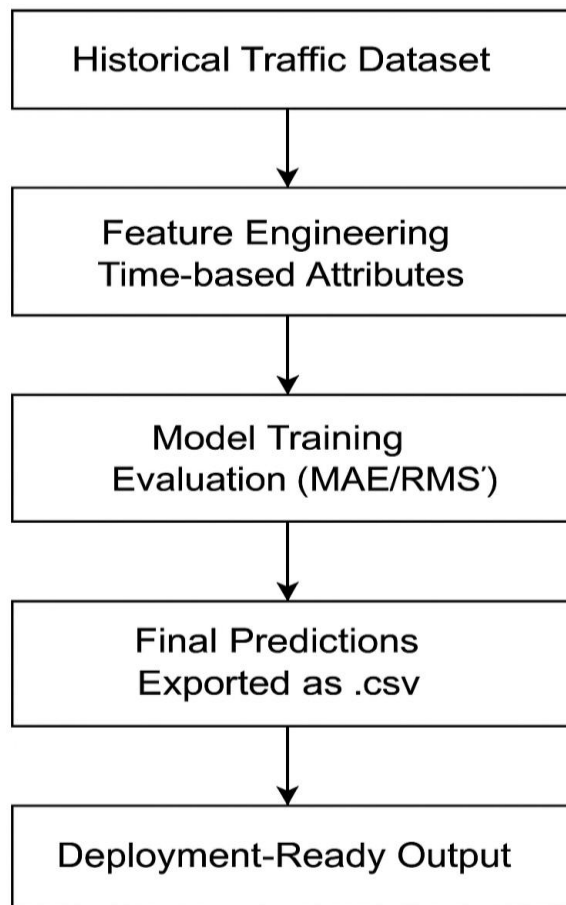 Historical Traffic Dataset
Feature Engineering
Time-based Attributes
Model Training
Evaluation (MAE/RMS′)
Final Predictions
Exported as .csv
Deployment-Ready Output